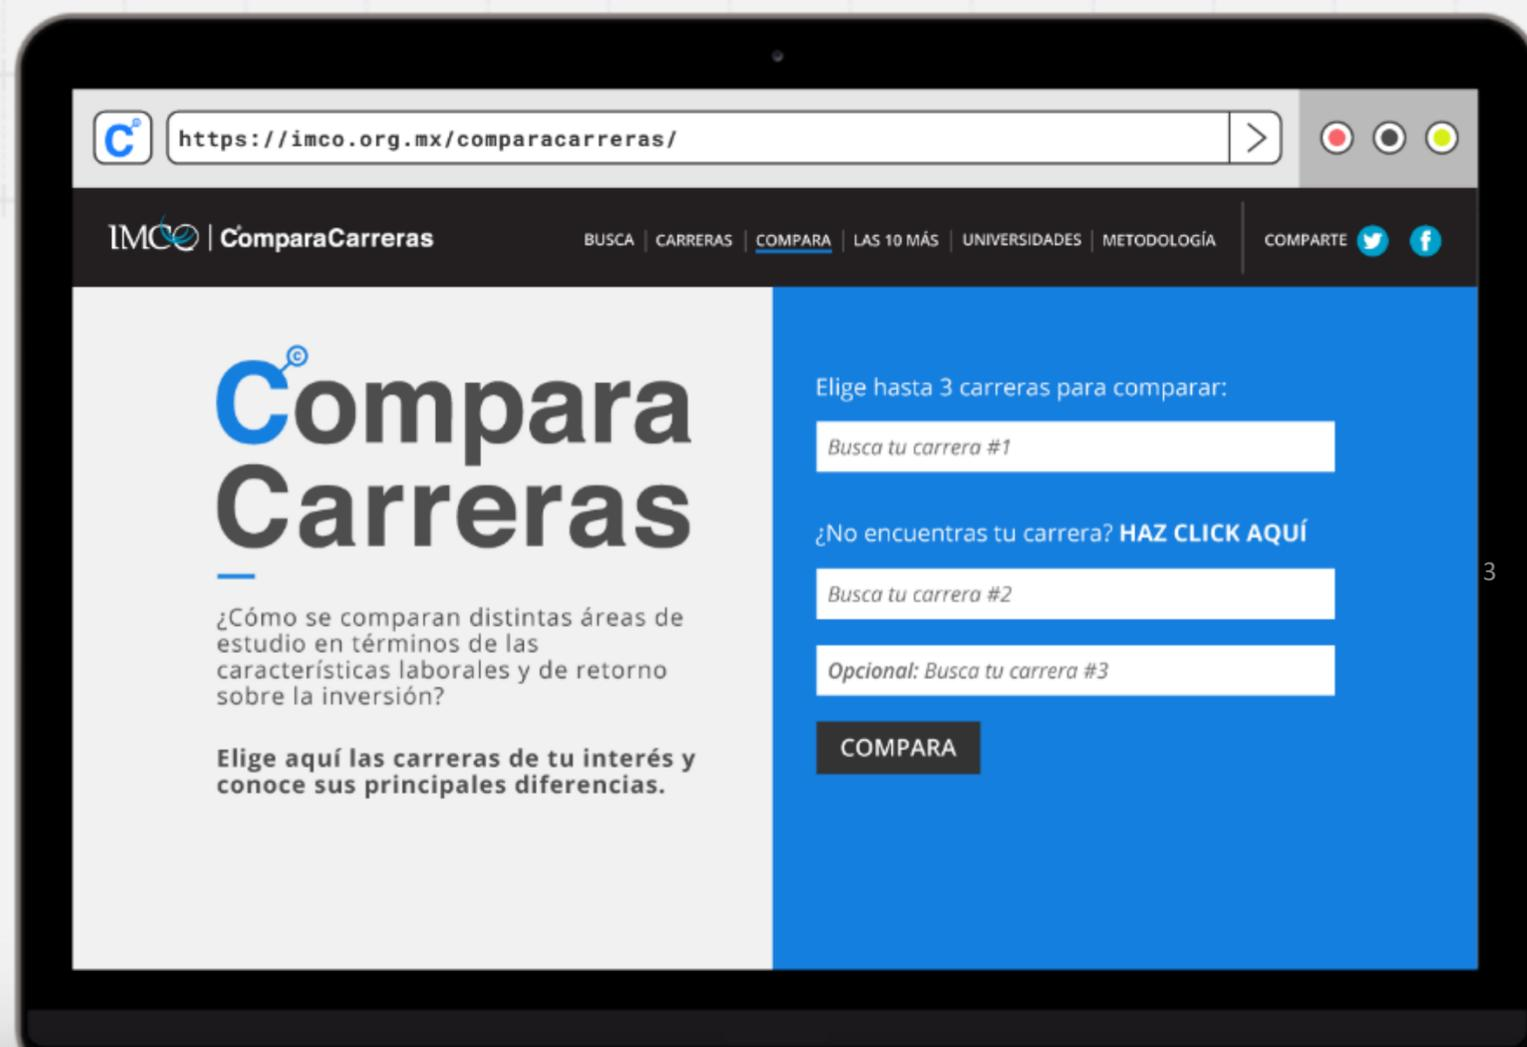 https://imco.org.mx/comparacarreras/
IMCO | ComparaCarreras
BUSCA | CARRERAS | COMPARA | LAS 10 MÁS | UNIVERSIDADES | METODOLOGÍA
COMPARTE
Compara
Carreras
¿Cómo se comparan distintas áreas de
estudio en términos de las
características laborales y de retorno
sobre la inversión?
Elige aquí las carreras de tu interés y
conoce sus principales diferencias.
Elige hasta 3 carreras para comparar:
Busca tu carrera #1
¿No encuentras tu carrera? HAZ CLICK AQUÍ
Busca tu carrera #2
Opcional: Busca tu carrera #3
COMPARA
3